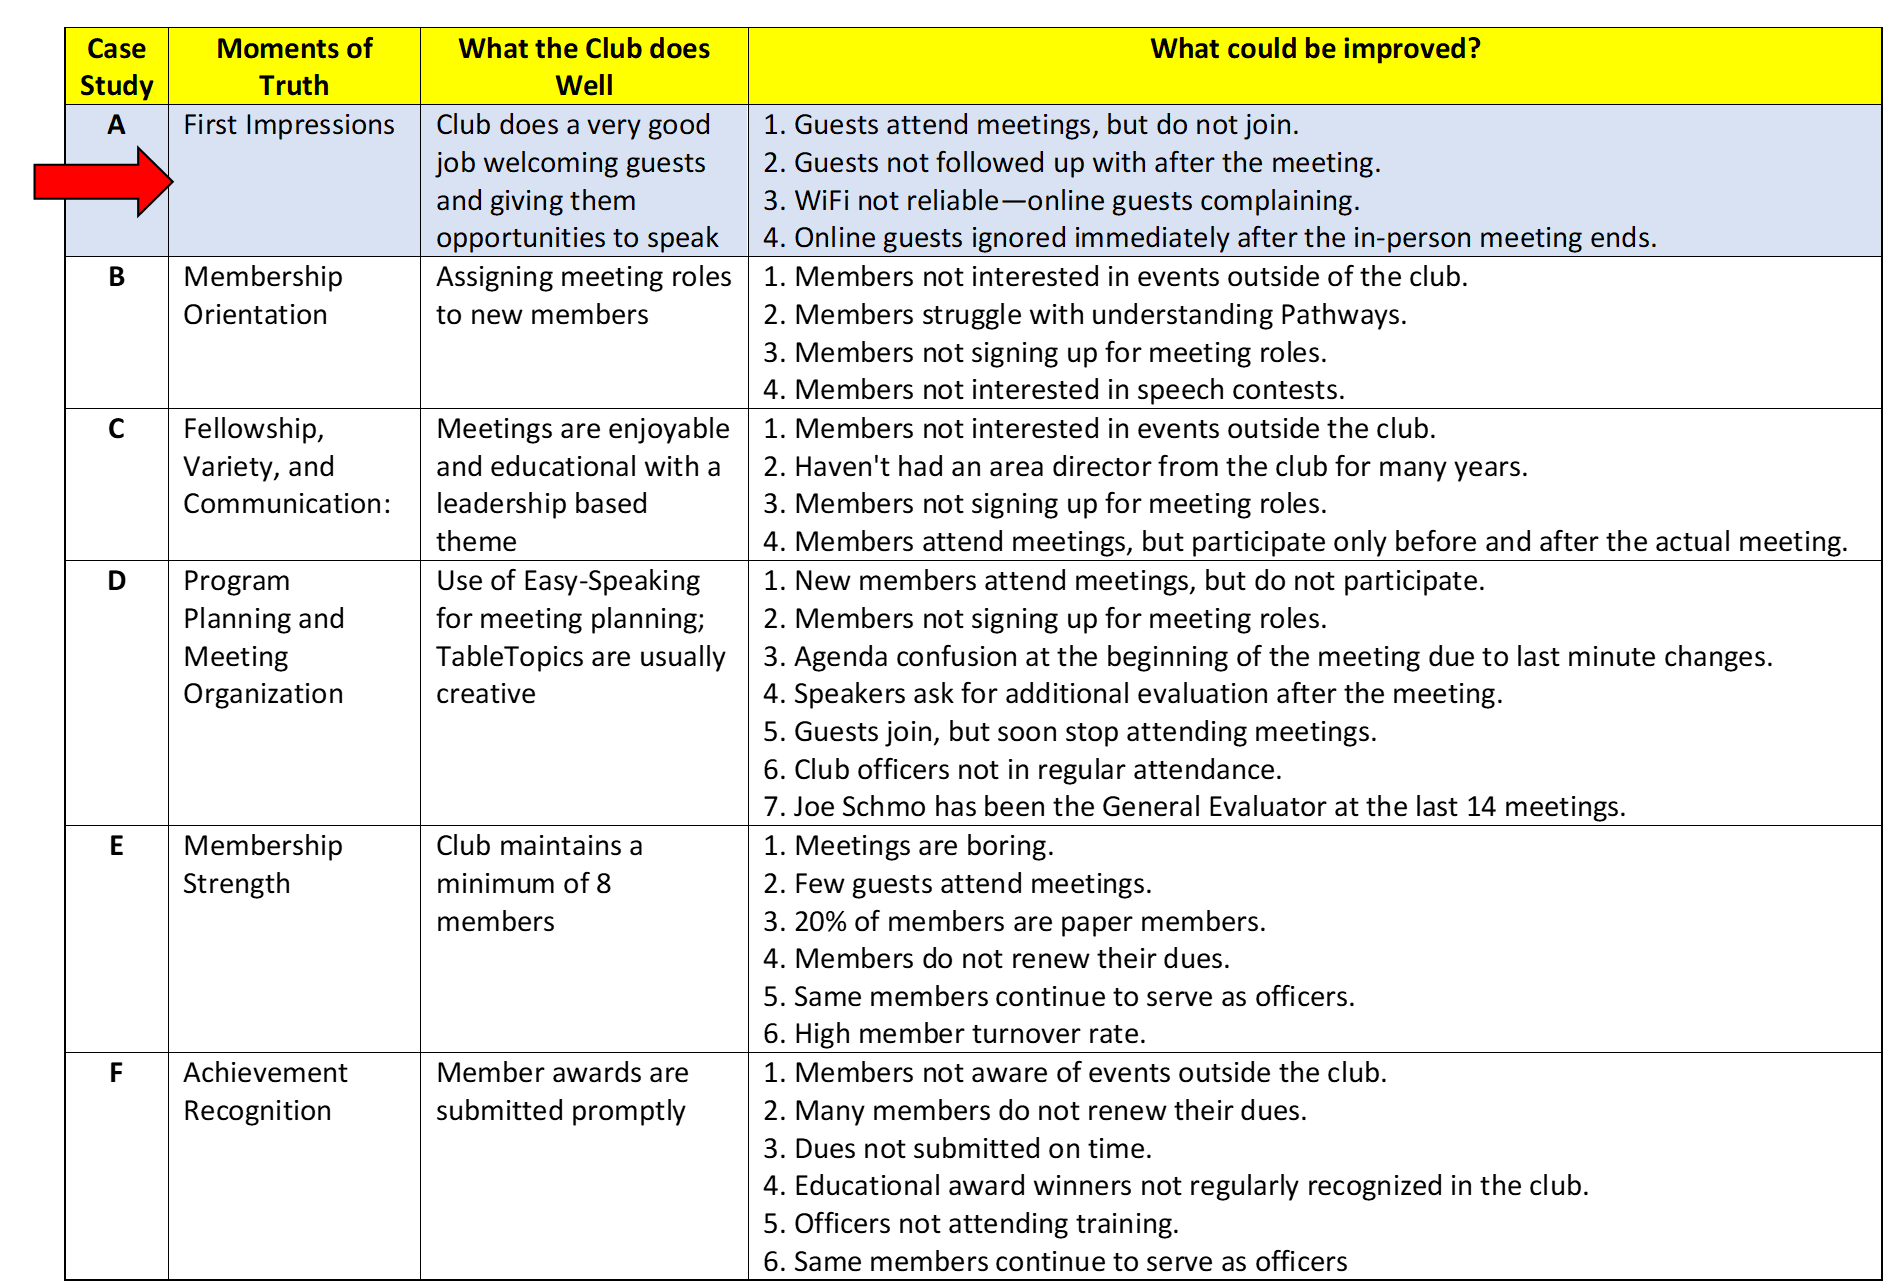 Case Study
Moments of Truth
What the Club does Well
What could be improved?
A
First Impressions
Club does a very good
job welcoming guests
and giving them
opportunities to speak
1. Guests attend meetings, but do not join.
2. Guests not followed up with after the meeting.
3. WiFi not reliable—online guests complaining.
4. Online guests ignored immediately after the in-person meeting ends.
B
Membership
Orientation
Assigning meeting roles
to new members
1. Members not interested in events outside of the club.
2. Members struggle with understanding Pathways.
3. Members not signing up for meeting roles.
4. Members not interested in speech contests.
C
Fellowship,
Variety, and
Communication:
Meetings are enjoyable
and educational with a
leadership based
theme
1. Members not interested in events outside the club.
2. Haven't had an area director from the club for many years.
3. Members not signing up for meeting roles.
4. Members attend meetings, but participate only before and after the actual meeting.
D
Program
Planning and
Meeting
Organization
Use of Easy-Speaking
for meeting planning;
TableTopics are usually
creative
1. New members attend meetings, but do not participate.
2. Members not signing up for meeting roles.
3. Agenda confusion at the beginning of the meeting due to last minute changes.
4. Speakers ask for additional evaluation after the meeting.
5. Guests join, but soon stop attending meetings.
6. Club officers not in regular attendance.
7. Joe Schmo has been the General Evaluator at the last 14 meetings.
E
Membership
Strength
Club maintains a
minimum of 8
members
1. Meetings are boring.
2. Few guests attend meetings.
3. 20% of members are paper members.
4. Members do not renew their dues.
5. Same members continue to serve as officers.
6. High member turnover rate.
F
Achievement
Recognition
Member awards are
submitted promptly
1. Members not aware of events outside the club.
2. Many members do not renew their dues.
3. Dues not submitted on time.
4. Educational award winners not regularly recognized in the club.
5. Officers not attending training.
6. Same members continue to serve as officers